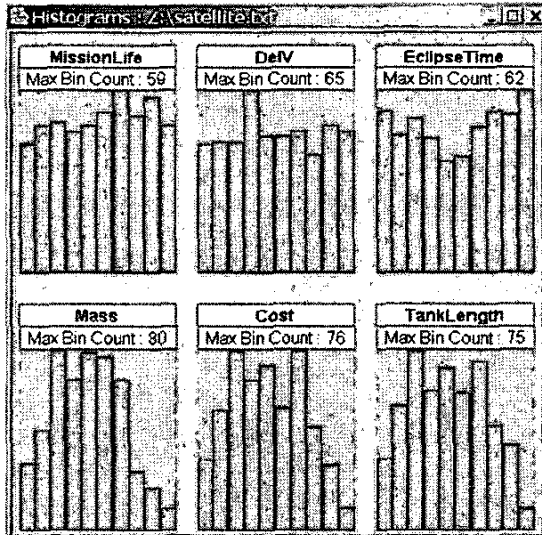 Histograms : Z:\satellite.txt
MissionLife DelV EclipseTime
Max Bin Count : 59 Max Bin Count : 65 Max Bin Count : 62
Mass Cost TankLength
Max Bin Count : 80 Max Bin Count : 76 Max Bin Count : 75